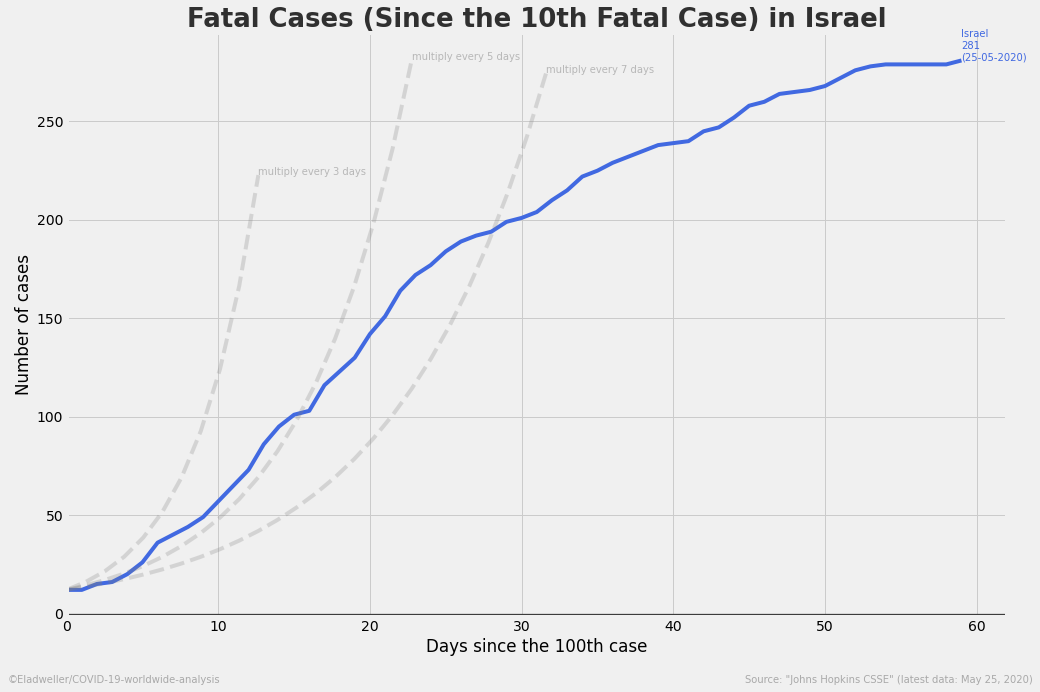 Fatal Cases (Since the 10th Fatal Case) in Israel
Israel
281
(25-05-2020)
multiply every 5 days
multiply every 7 days
multiply every 3 days
Number of cases
250
200
150
100
50
0
0 10 20 30 40 50 60
Days since the 100th case
©Eladweller/COVID-19-worldwide-analysis
Source: "Johns Hopkins CSSE" (latest data: May 25, 2020)